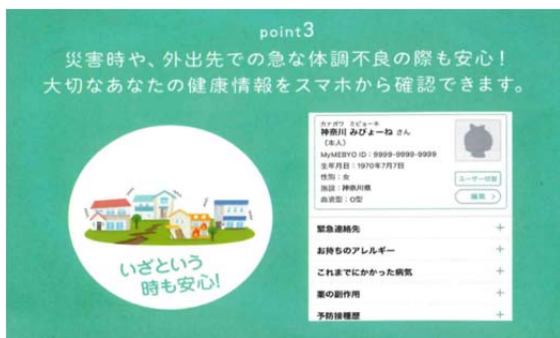 point3
災害時や、外出先での急な体調不良の際も安心!
大切なあなたの健康情報をスマホから確認できます。
いざという
時も安心!
カナガワ ミビョーネ
神奈川 みびょーね さん
(本人)
MyMEBYO ID:9999-9999-9999
生年月日:1970年7月7日
性別:女
施設:神奈川県
血液型:O型
ユーザー切替
編集 >
緊急連絡先 +
お持ちのアレルギー +
これまでにかかった病気 +
薬の副作用 +
予防接種歴 +